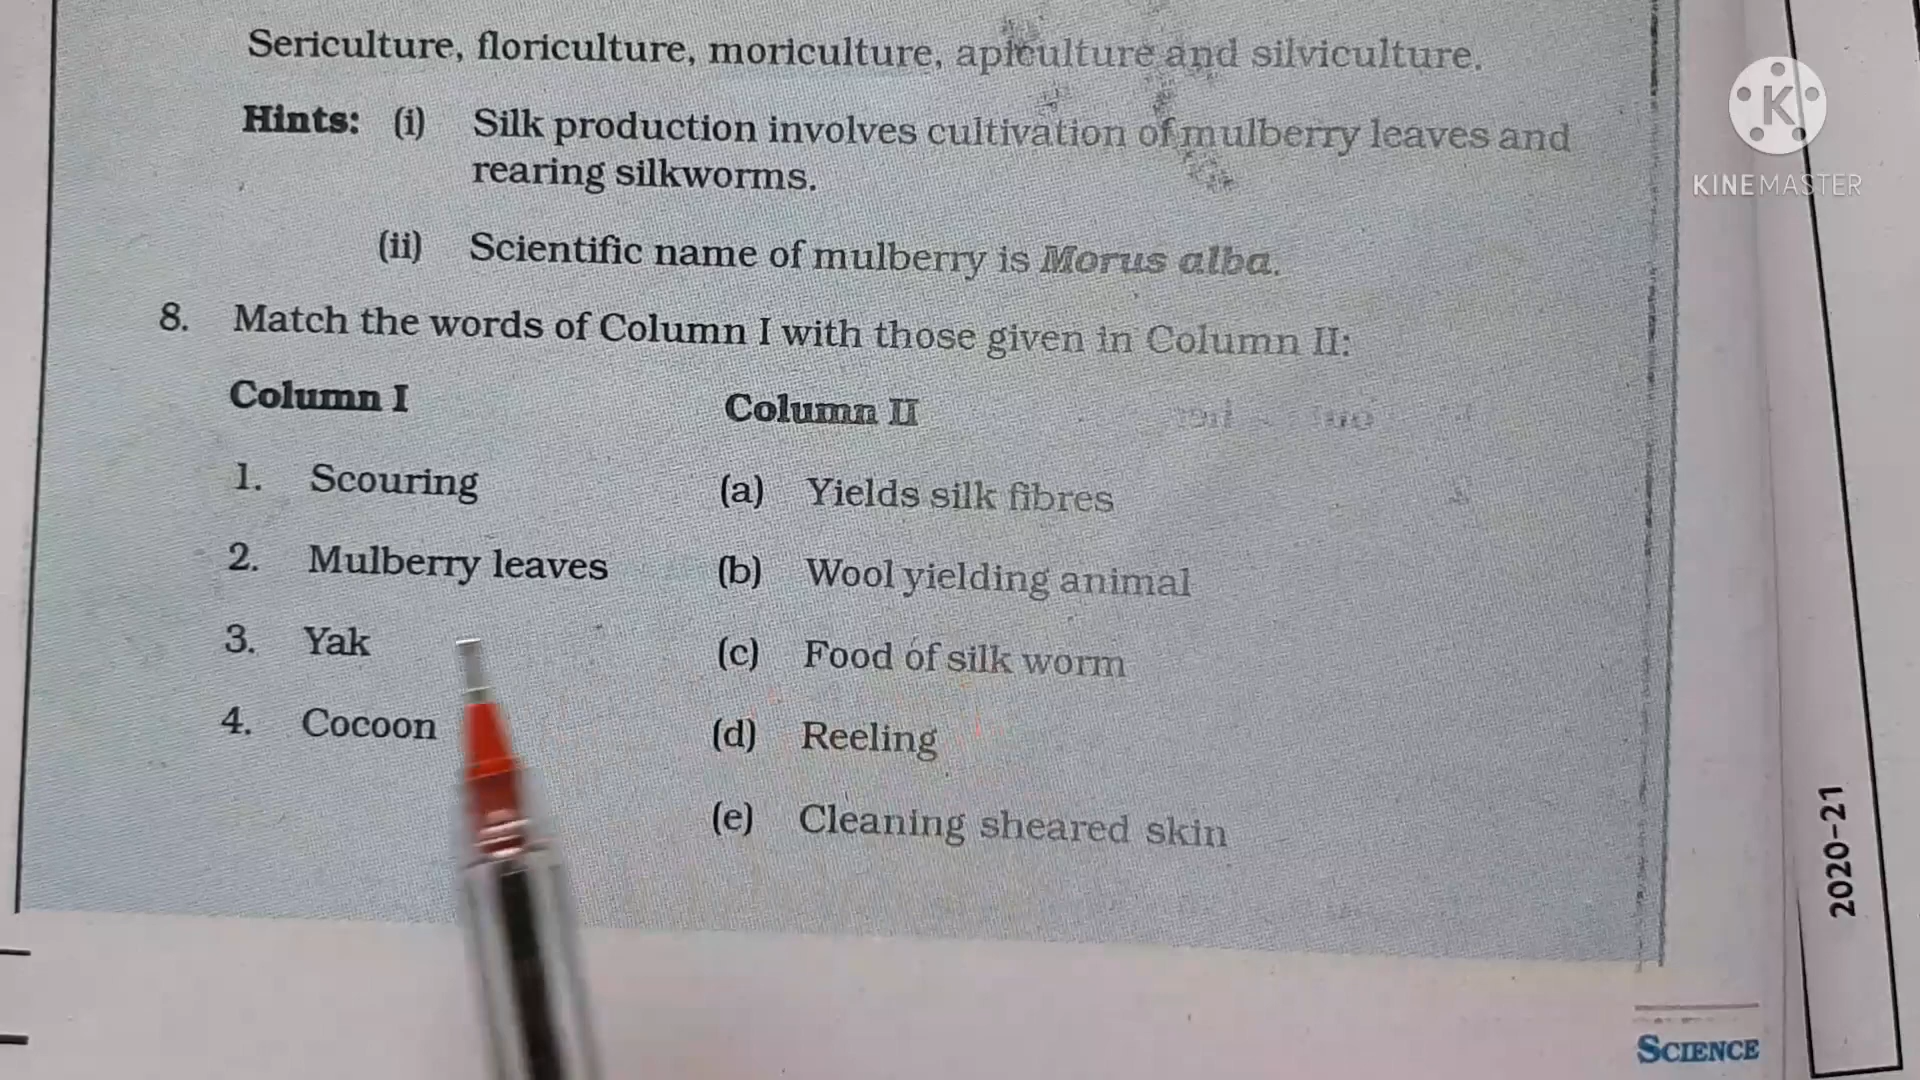 Sericulture, floriculture, moriculture, apiculture and silviculture.
Hints: (i) Silk production involves cultivation of mulberry leaves and
rearing silkworms.
(ii) Scientific name of mulberry is Morus alba.
8. Match the words of Column I with those given in Column II:
Column I Column II
1. Scouring (a) Yields silk fibres
2. Mulberry leaves (b) Wool yielding animal
3. Yak (c) Food of silk worm
4. Cocoon (d) Reeling
(e) Cleaning sheared skin
SCIENCE
2020-21
K
KINEMASTER